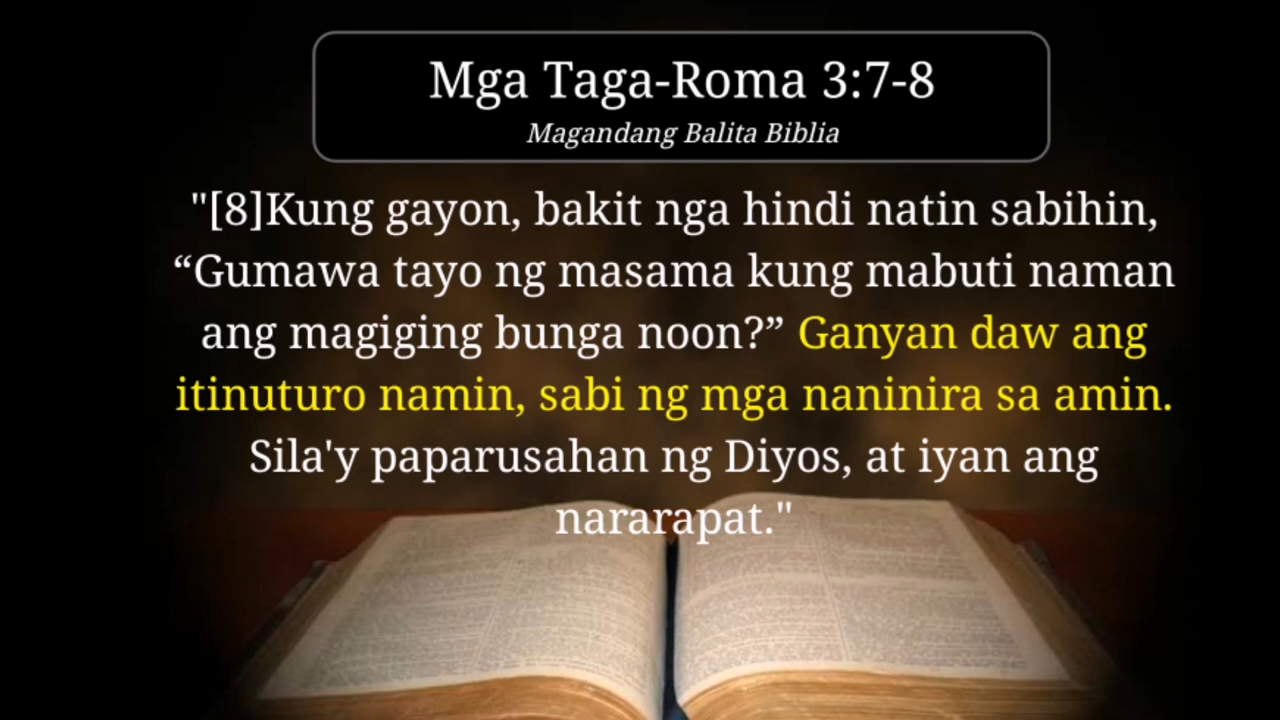 Mga Taga-Roma 3:7-8
Magandang Balita Biblia
"[8]Kung gayon, bakit nga hindi natin sabihin,
“Gumawa tayo ng masama kung mabuti naman
ang magiging bunga noon?” Ganyan daw ang
itinuturo namin, sabi ng mga naninira sa amin.
Sila'y paparusahan ng Diyos, at iyan ang
nararapat."